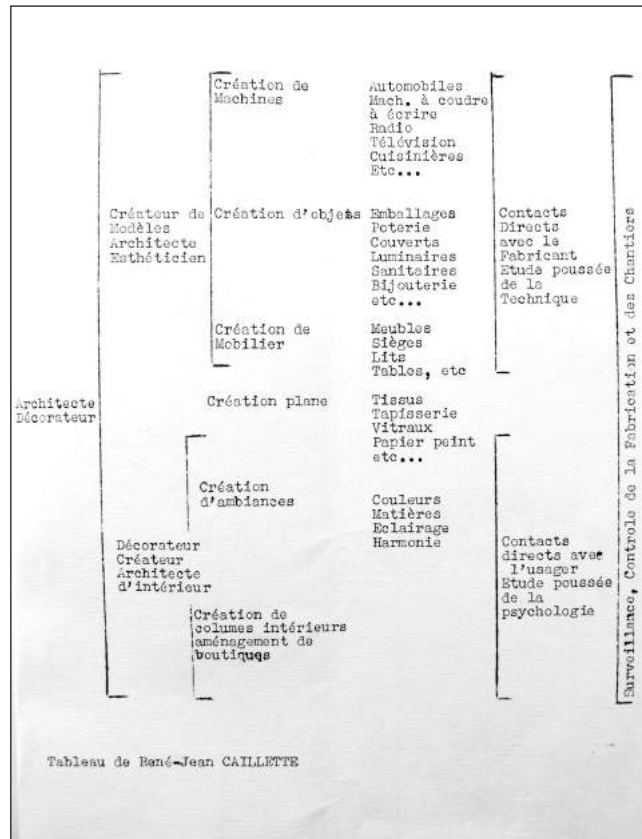 Architecte
Décorateur
Créateur de
Modèles
Architecte
Esthéticien
Création de
Machines
Automobiles
Mach. à coudre
à écrire
Radio
Télévision
Cuisinières
Etc...
Création d'objets
Emballages
Poterie
Couverts
Luminaires
Sanitaires
Bijouterie
etc...
Création de
Mobilier
Meubles
Sièges
Lits
Tables, etc
Contacts
Directs
avec le
Fabricant
Etude poussée
de la
Technique
Création plane
Tissus
Tapisserie
Vitraux
Papier peint
etc...
Décorateur
Créateur
Architecte
d'intérieur
Création
d'ambiances
Couleurs
Matières
Eclairage
Harmonie
Création de
columes intérieurs
aménagement de
boutiquqs
Contacts
directs avec
l'usager
Etude poussée
de la
psychologie
Surveillance, Controle de la Fabrication et des Chantiers
Tableau de René-Jean CAILLETTE